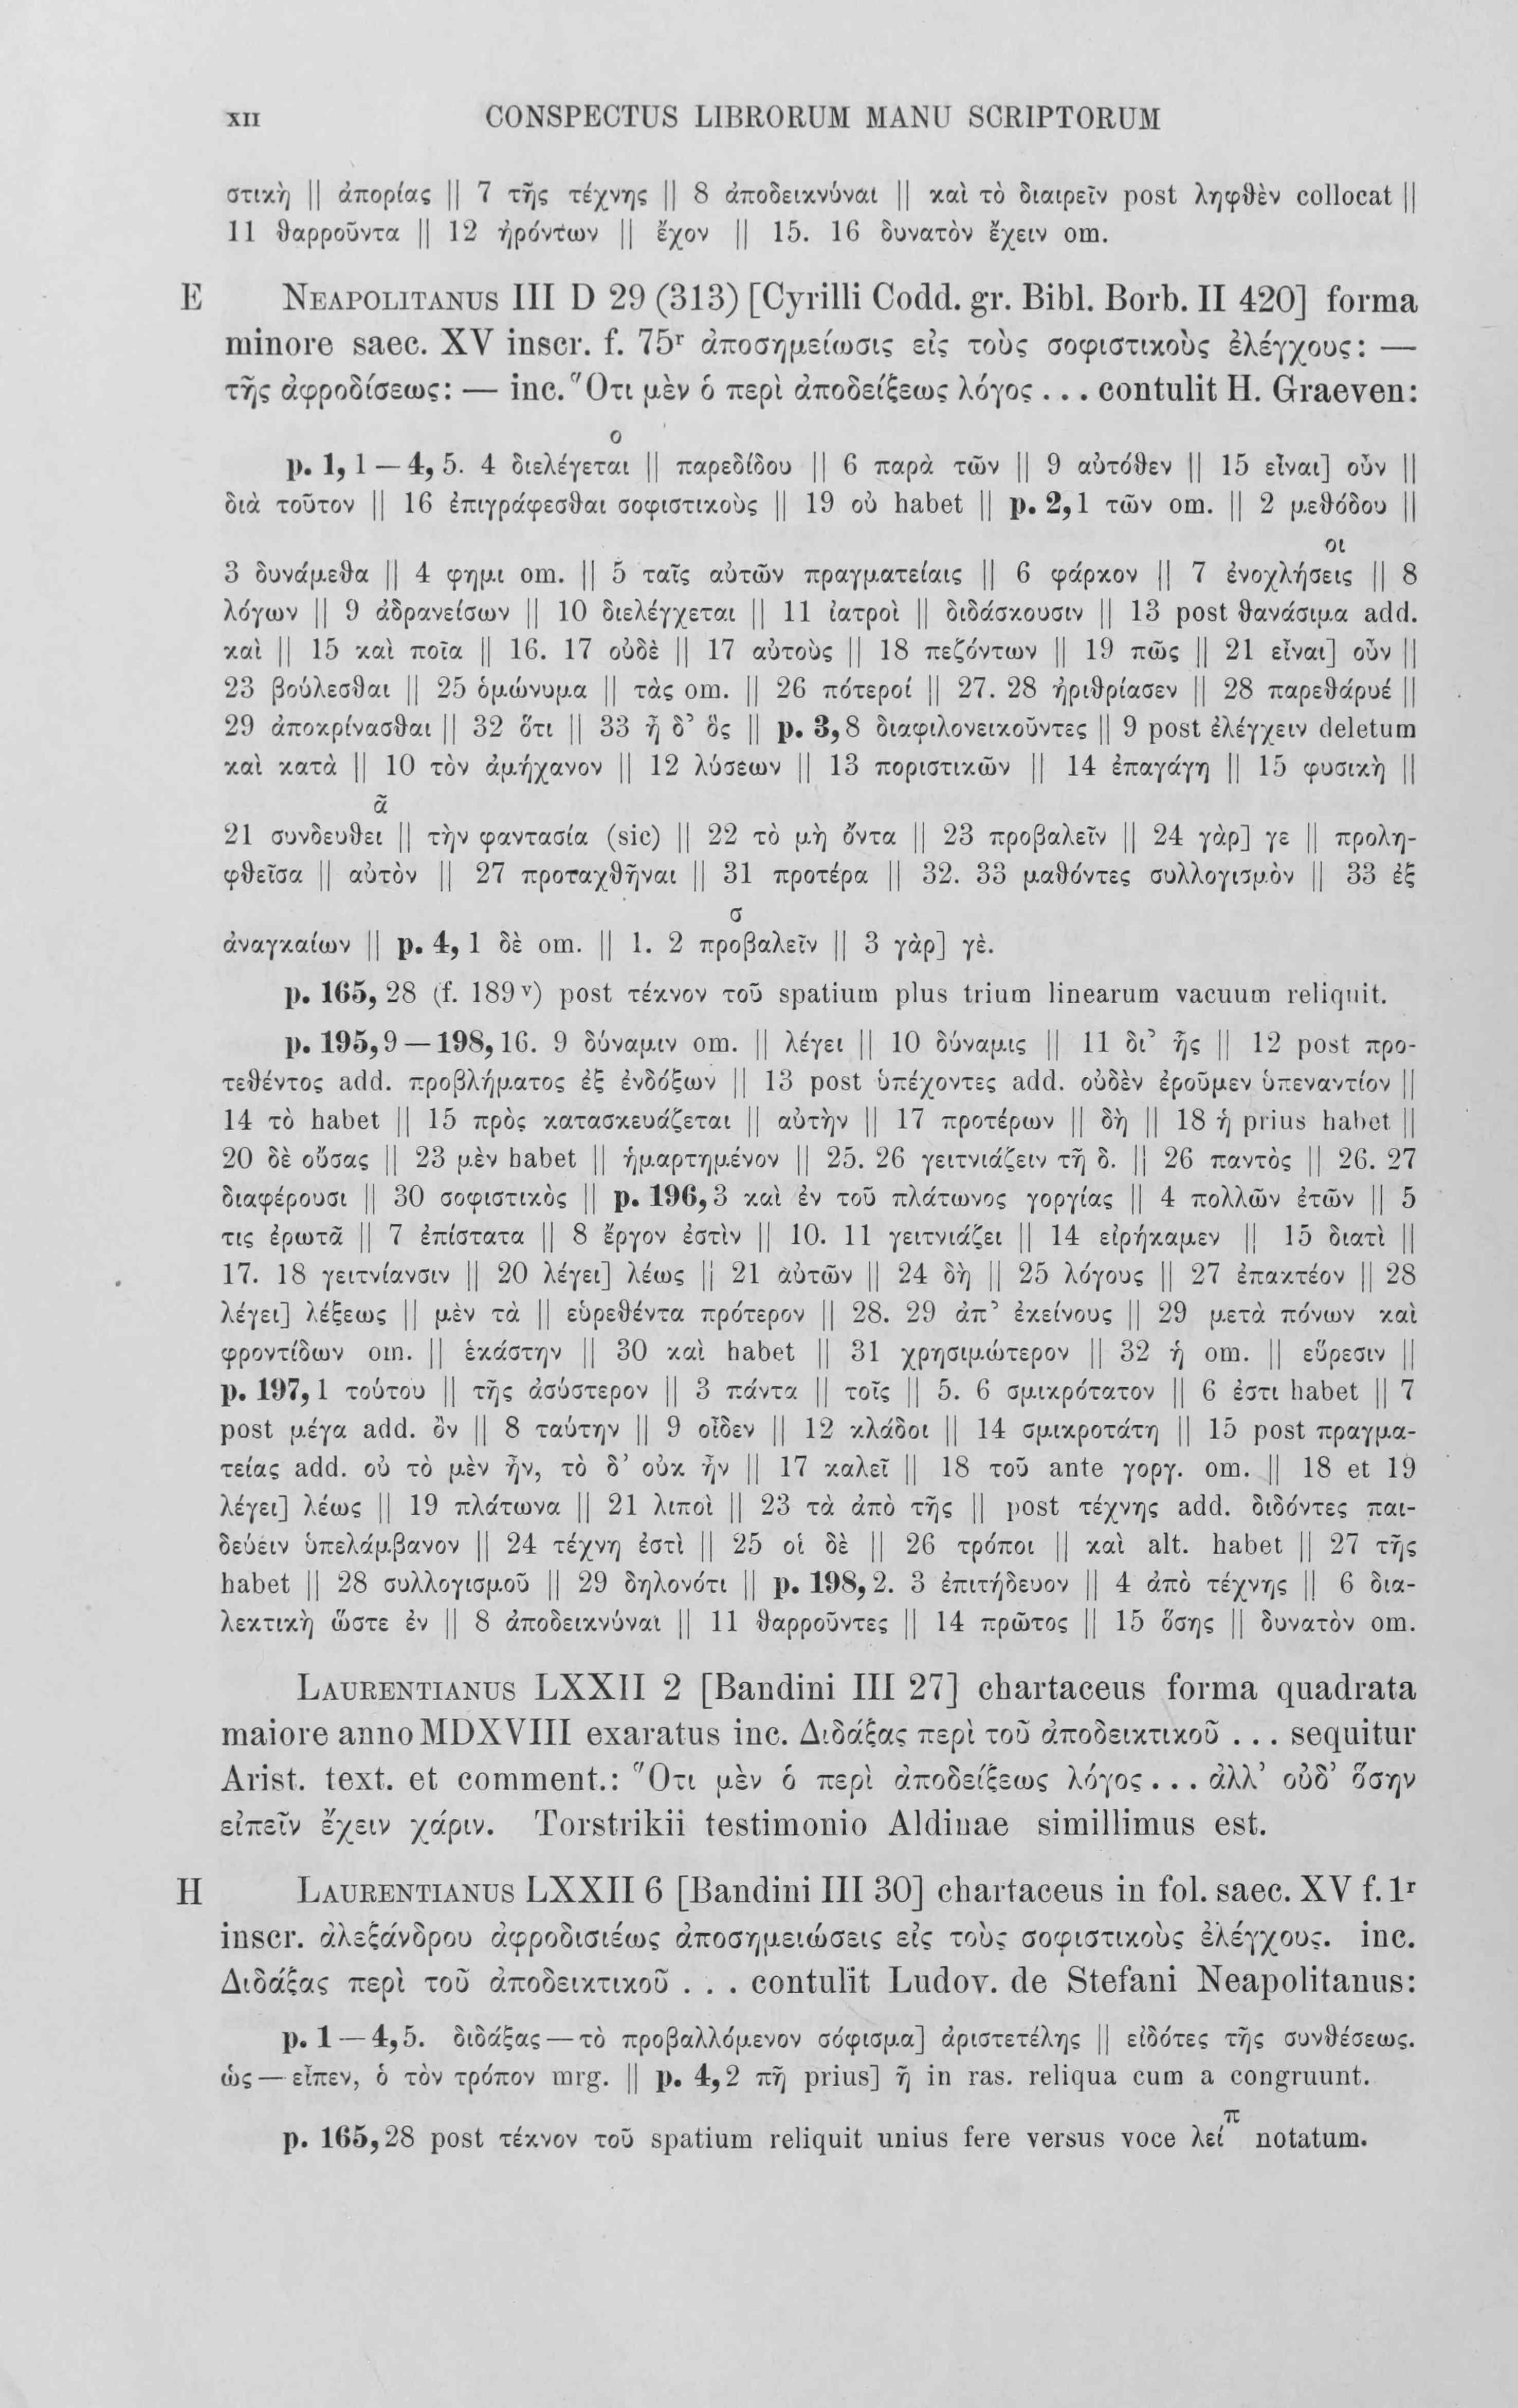 XII CONSPECTUS LIBRORUM MANU SCRIPTORUM
στικὴ || ἀπορίας || 7 τῆς τέχνης || 8 ἀποδεικνύναι || καὶ τὸ διαιρεῖν post ληφθὲν collocat ||
11 θαρροῦντα || 12 ἠρόντων || ἔχον || 15. 16 δυνατὸν ἔχειν om.
E NEAPOLITANUS III D 29 (313) [Cyrilli Codd. gr. Bibl. Borb. II 420] forma
minore saec. XV inscr. f. 75r ἀποσημείωσις εἰς τοὺς σοφιστικοὺς ἐλέγχους: —
τῆς ἀφροδίσεως: — inc. Ὅτι μὲν ὁ περὶ ἀποδείξεως λόγος ... contulit H. Graeven:
ο
p. 1, 1 — 4, 5. 4 διελέγεται || παρεδίδου || 6 παρὰ τῶν || 9 αὐτόθεν || 15 εἶναι] οὖν ||
διὰ τοῦτον || 16 ἐπιγράφεσθαι σοφιστικοὺς || 19 οὐ habet || p. 2, 1 τῶν om. || 2 μεθόδου ||
οι
3 δυνάμεθα || 4 φημι om. || 5 ταῖς αὐτῶν πραγματείαις || 6 φάρκον || 7 ἐνοχλήσεις || 8
λόγων || 9 ἀδρανείσων || 10 διελέγχεται || 11 ἰατροὶ || διδάσκουσιν || 13 post θανάσιμα add.
καὶ || 15 καὶ ποῖα || 16. 17 οὐδὲ || 17 αὐτοὺς || 18 πεζόντων || 19 πῶς || 21 εἶναι] οὖν ||
23 βούλεσθαι || 25 ὁμώνυμα || τὰς om. || 26 πότεροί || 27. 28 ἠριθρίασεν || 28 παρεθάρυέ ||
29 ἀποκρίνασθαι || 32 ὅτι || 33 ἦ δ’ ὃς || p. 3, 8 διαφιλονεικοῦντες || 9 post ἐλέγχειν deletum
καὶ κατὰ || 10 τὸν ἀμήχανον || 12 λύσεων || 13 ποριστικῶν || 14 ἐπαγάγη || 15 φυσικὴ ||
ᾶ
21 συνδευθει || τὴν φαντασία (sic) || 22 τὸ μὴ ὄντα || 23 προβαλεῖν || 24 γὰρ] γε || προλη-
φθεῖσα || αὐτὸν || 27 προταχθῆναι || 31 προτέρα || 32. 33 μαθόντες συλλογισμὸν || 33 ἐξ
σ
ἀναγκαίων || p. 4, 1 δὲ om. || 1. 2 προβαλεῖν || 3 γὰρ] γὲ.
p. 165, 28 (f. 189v) post τέκνον τοῦ spatium plus trium linearum vacuum reliquit.
p. 195, 9 — 198, 16. 9 δύναμιν om. || λέγει || 10 δύναμις || 11 δι’ ἧς || 12 post προ-
τεθέντος add. προβλήματος ἐξ ἐνδόξων || 13 post ὑπέχοντες add. οὐδὲν ἐροῦμεν ὑπεναντίον ||
14 τὸ habet || 15 πρὸς κατασκευάζεται || αὐτὴν || 17 προτέρων || δὴ || 18 ἡ prius habet ||
20 δὲ οὔσας || 23 μὲν habet || ἡμαρτημένον || 25. 26 γειτνιάζειν τῆ δ. || 26 παντὸς || 26. 27
διαφέρουσι || 30 σοφιστικὸς || p. 196, 3 καὶ ἐν τοῦ πλάτωνος γοργίας || 4 πολλῶν ἐτῶν || 5
τις ἐρωτᾶ || 7 ἐπίστατα || 8 ἔργον ἐστὶν || 10. 11 γειτνιάζει || 14 εἰρήκαμεν || 15 διατὶ ||
17. 18 γειτνίανσιν || 20 λέγει] λέως || 21 αὐτῶν || 24 δὴ || 25 λόγους || 27 ἐπακτέον || 28
λέγει] λέξεως || μὲν τὰ || εὑρεθέντα πρότερον || 28. 29 ἀπ’ ἐκείνους || 29 μετὰ πόνων καὶ
φροντίδων om. || ἑκάστην || 30 καὶ habet || 31 χρησιμώτερον || 32 ἡ om. || εὕρεσιν ||
p. 197, 1 τούτου || τῆς ἀσύστερον || 3 πάντα || τοῖς || 5. 6 σμικρότατον || 6 ἐστι habet || 7
post μέγα add. ὂν || 8 ταύτην || 9 οἶδεν || 12 κλάδοι || 14 σμικροτάτη || 15 post πραγμα-
τείας add. οὐ τὸ μὲν ἦν, τὸ δ’ οὐκ ἦν || 17 καλεῖ || 18 τοῦ ante γοργ. om. || 18 et 19
λέγει] λέως || 19 πλάτωνα || 21 λιποὶ || 23 τὰ ἀπὸ τῆς || post τέχνης add. διδόντες παι-
δεύειν ὑπελάμβανον || 24 τέχνη ἐστὶ || 25 οἱ δὲ || 26 τρόποι || καὶ alt. habet || 27 τῆς
habet || 28 συλλογισμοῦ || 29 δηλονότι || p. 198, 2. 3 ἐπιτήδευον || 4 ἀπὸ τέχνης || 6 δια-
λεκτικὴ ὥστε ἐν || 8 ἀποδεικνύναι || 11 θαρροῦντες || 14 πρῶτος || 15 ὅσης || δυνατὸν om.
LAURENTIANUS LXXII 2 [Bandini III 27] chartaceus forma quadrata
maiore anno MDXVIII exaratus inc. Διδάξας περὶ τοῦ ἀποδεικτικοῦ ... sequitur
Arist. text. et comment.: Ὅτι μὲν ὁ περὶ ἀποδείξεως λόγος ... ἀλλ’ οὐδ’ ὅσην
εἰπεῖν ἔχειν χάριν. Torstrikii testimonio Aldinae simillimus est.
H LAURENTIANUS LXXII 6 [Bandini III 30] chartaceus in fol. saec. XV f. 1r
inscr. ἀλεξάνδρου ἀφροδισιέως ἀποσημειώσεις εἰς τοὺς σοφιστικοὺς ἐλέγχους. inc.
Διδάξας περὶ τοῦ ἀποδεικτικοῦ ... contulit Ludov. de Stefani Neapolitanus:
p. 1 — 4, 5. διδάξας — τὸ προβαλλόμενον σόφισμα] ἀριστετέλης || εἰδότες τῆς συνθέσεως.
ὡς — εἶπεν, ὁ τὸν τρόπον mrg. || p. 4, 2 πῆ prius] ῆ in ras. reliqua cum a congruunt.
π
p. 165, 28 post τέκνον τοῦ spatium reliquit unius fere versus voce λεί notatum.